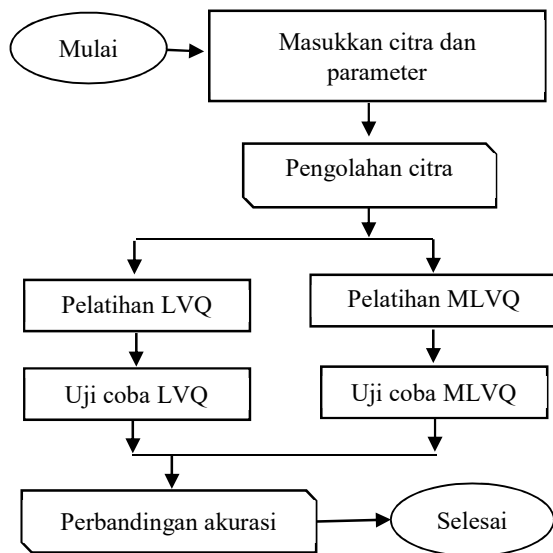 Mulai
Masukkan citra dan
parameter
Pengolahan citra
Pelatihan LVQ
Pelatihan MLVQ
Uji coba LVQ
Uji coba MLVQ
Perbandingan akurasi
Selesai